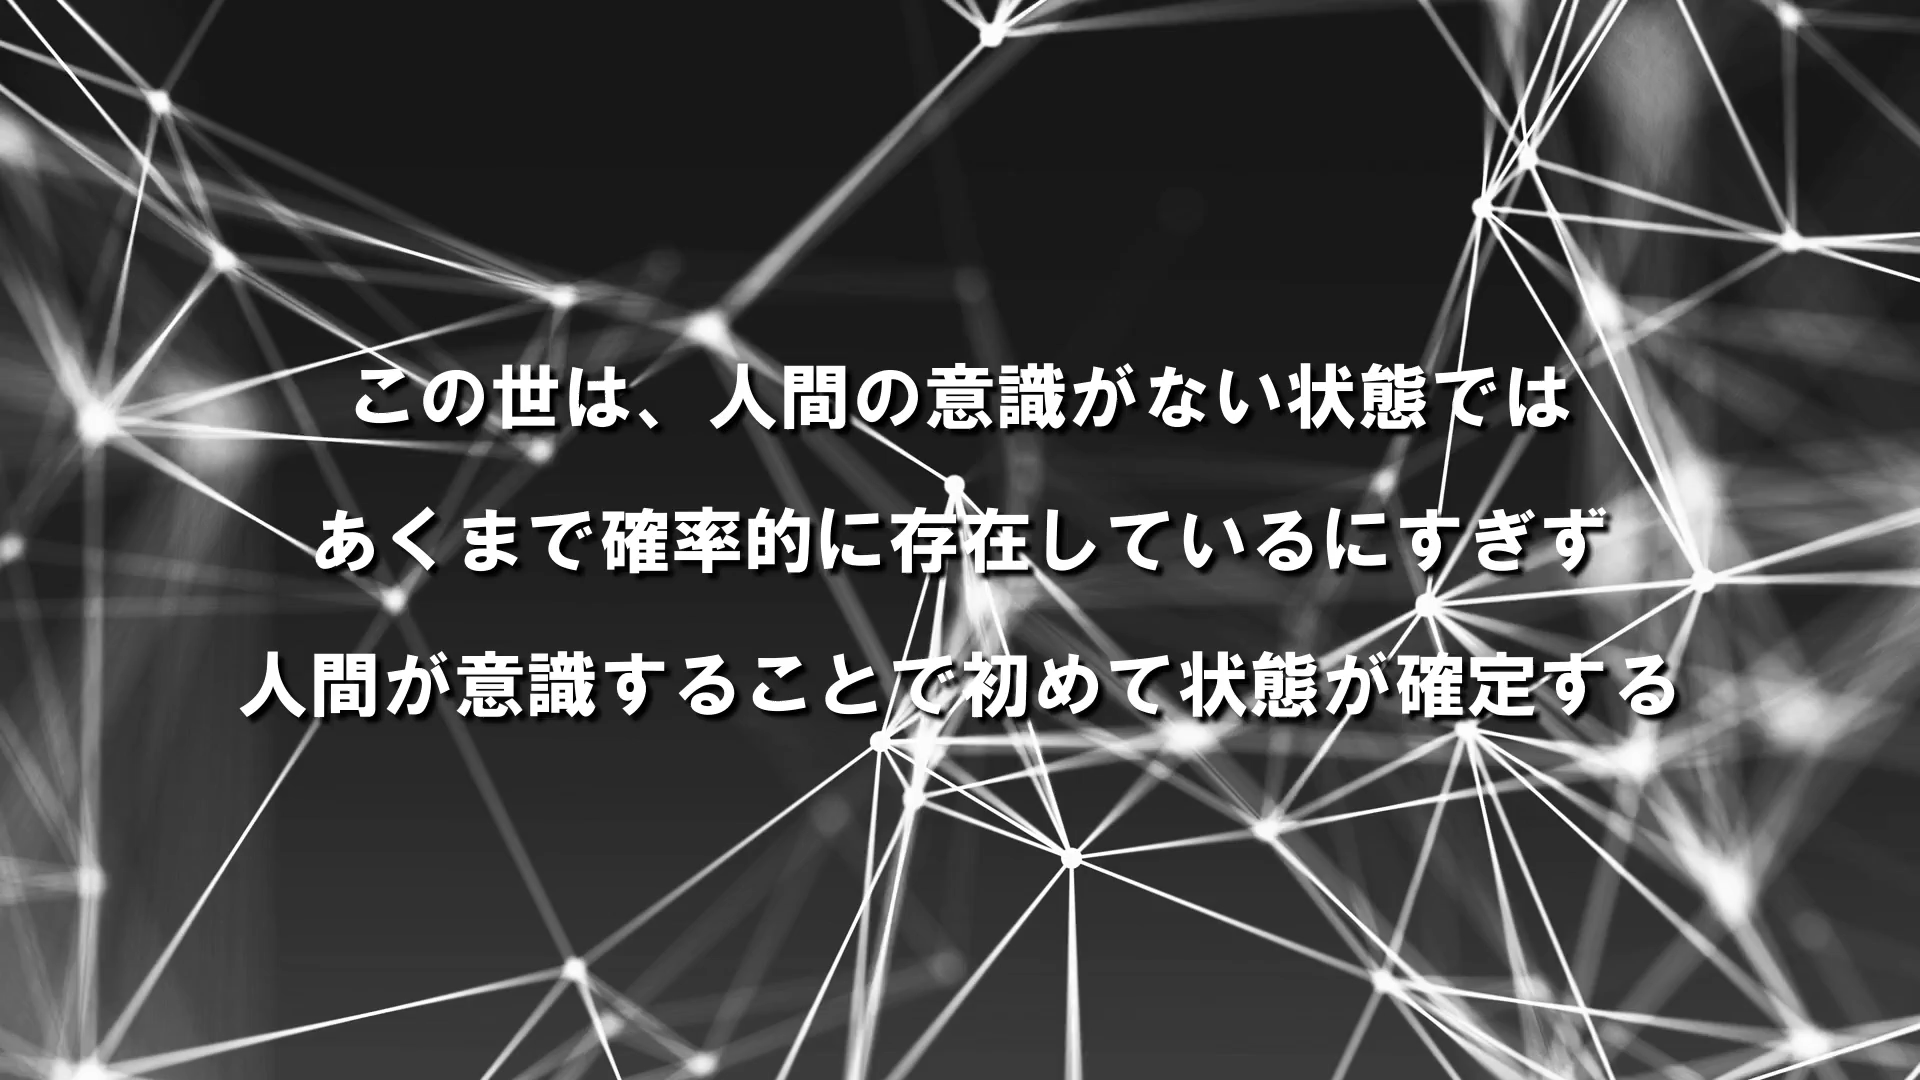 この世は、人間の意識がない状態では
あくまで確率的に存在しているにすぎず
人間が意識することで初めて状態が確定する